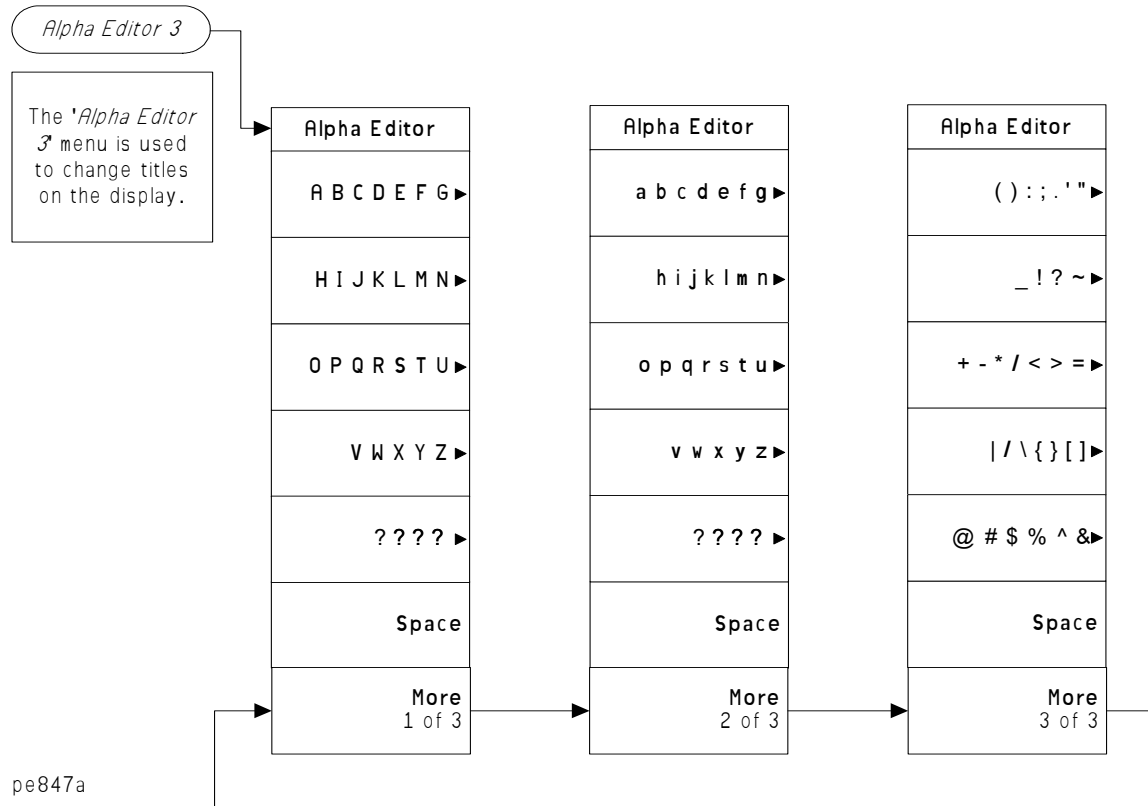 Alpha Editor 3
The 'Alpha Editor
3' menu is used
to change titles
on the display.
Alpha Editor
A B C D E F G
H I J K L M N
O P Q R S T U
V W X Y Z
? ? ? ?
Space
More
1 of 3
Alpha Editor
a b c d e f g
h i j k l m n
o p q r s t u
v w x y z
? ? ? ?
Space
More
2 of 3
Alpha Editor
( ) : ; . ' "
_ ! ? ~
+ - * / < > =
| / \ { } [ ]
@ # $ % ^ &
Space
More
3 of 3
pe847a